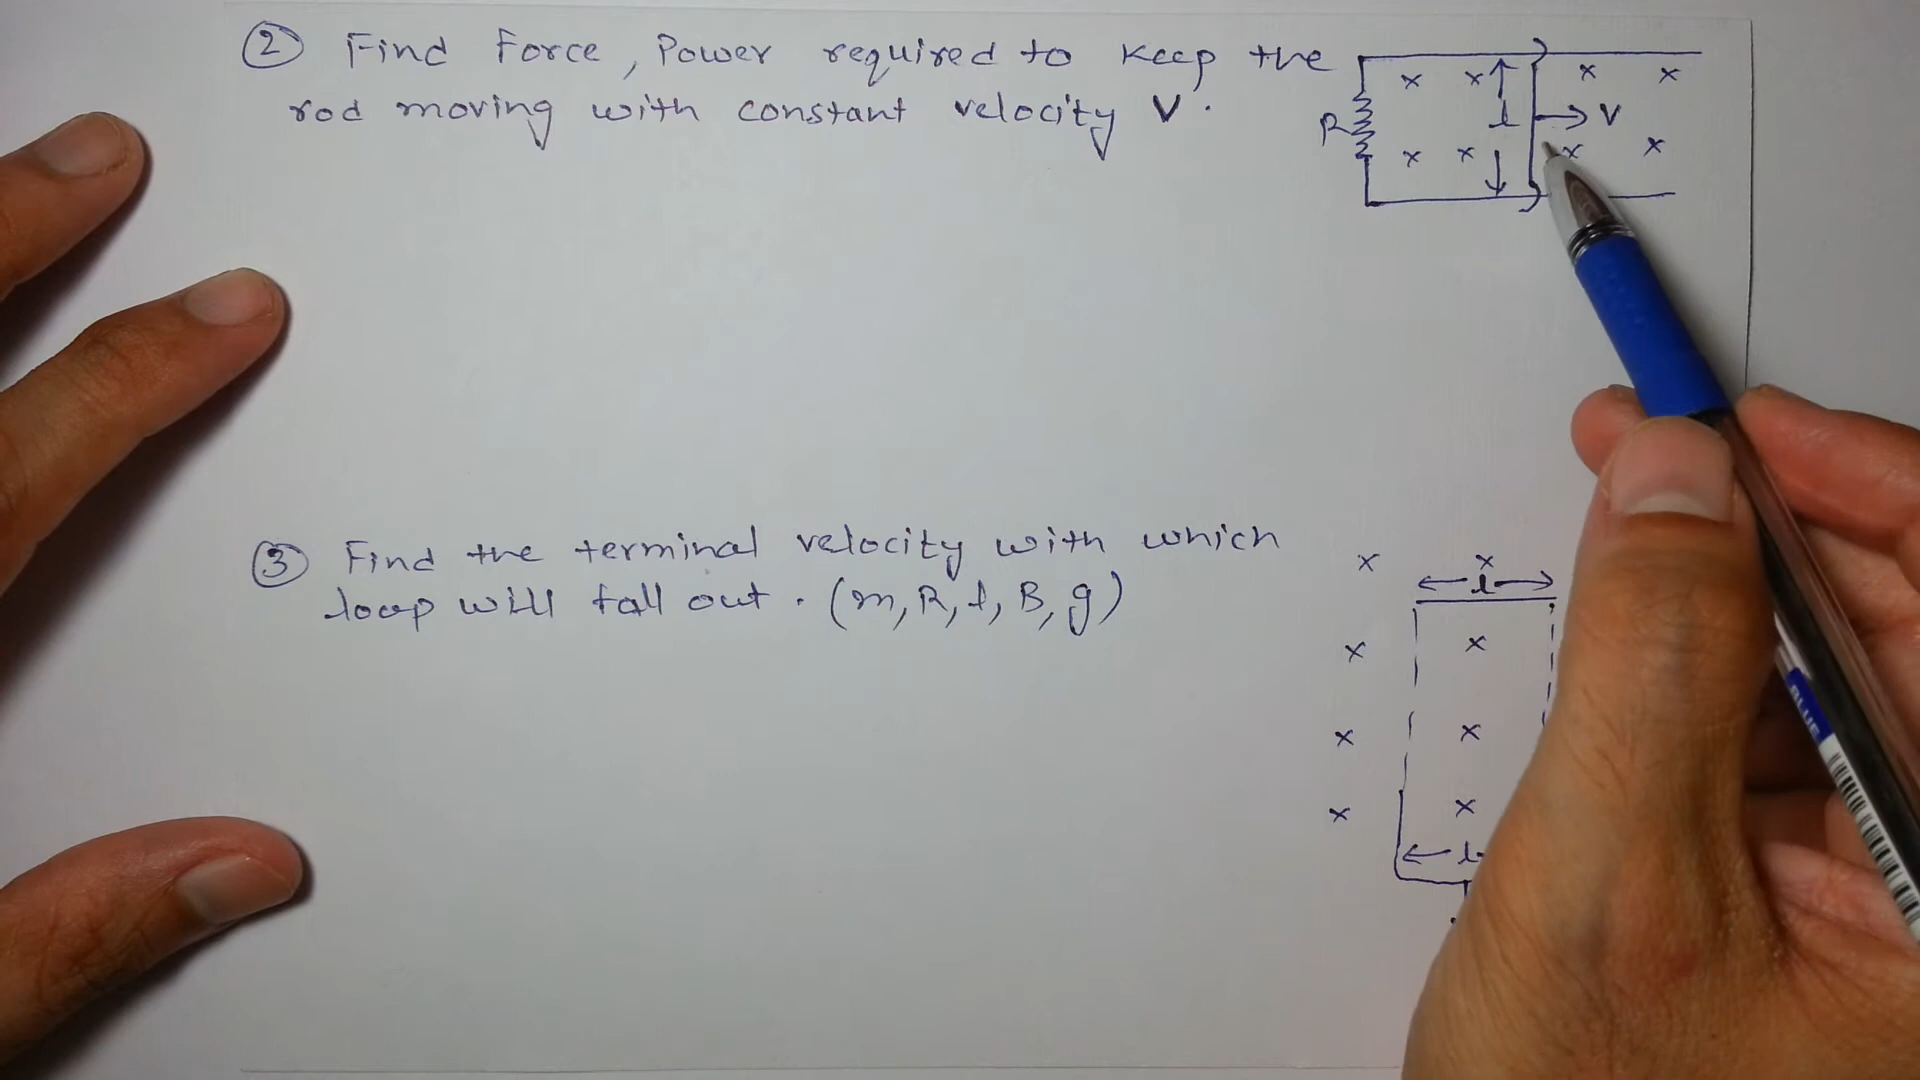 ② Find Force, Power required to keep the
rod moving with constant velocity V.
R
l
V
③ Find the terminal velocity with which
loop will fall out. (m, R, l, B, g)
l
l
BLUE